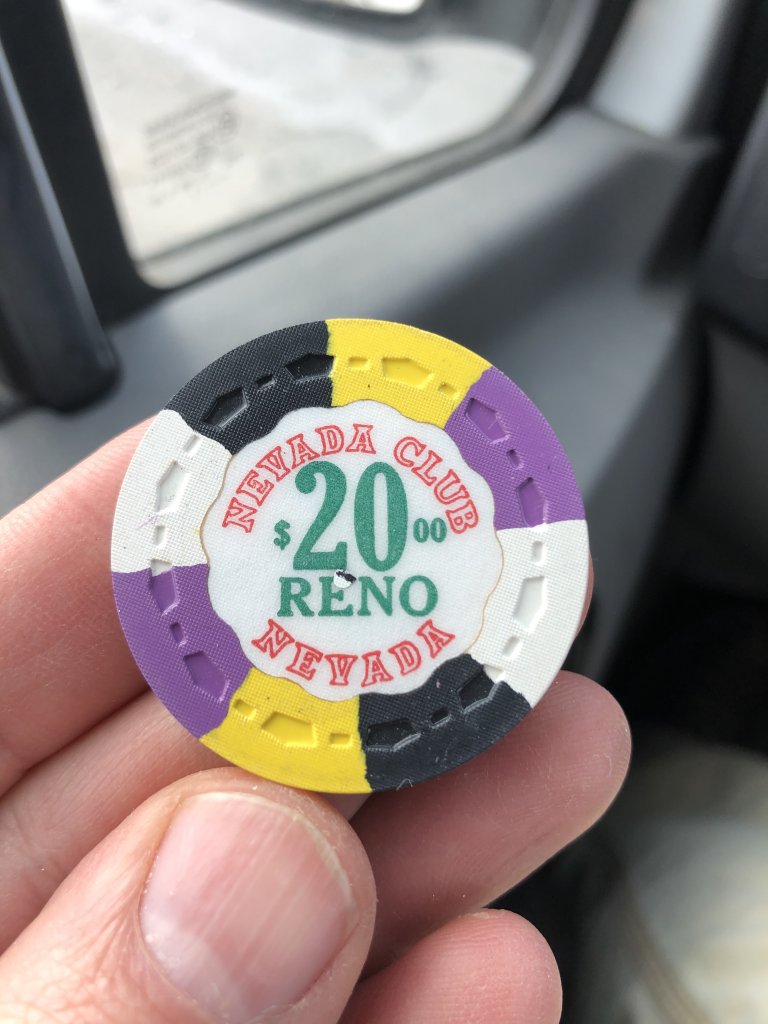 NEVADA CLUB
$20.00
RENO
NEVADA